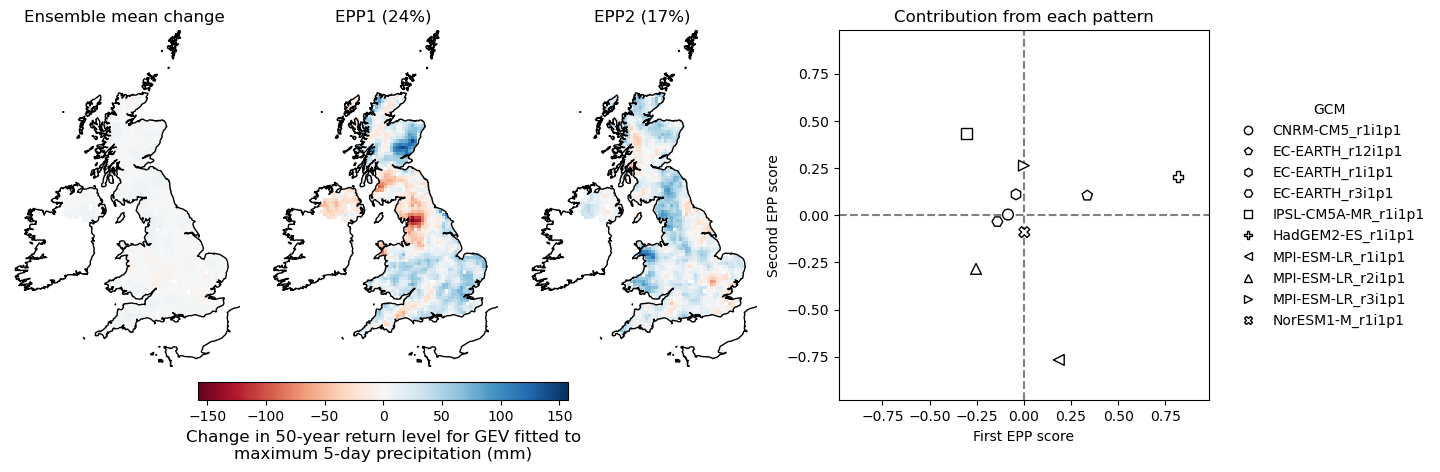 Ensemble mean change
EPP1 (24%)
EPP2 (17%)
−150 −100 −50 0 50 100 150
Change in 50-year return level for GEV fitted to
maximum 5-day precipitation (mm)
Contribution from each pattern
Second EPP score
0.75
0.50
0.25
0.00
−0.25
−0.50
−0.75
−0.75 −0.50 −0.25 0.00 0.25 0.50 0.75
First EPP score
GCM
CNRM-CM5_r1i1p1
EC-EARTH_r12i1p1
EC-EARTH_r1i1p1
EC-EARTH_r3i1p1
IPSL-CM5A-MR_r1i1p1
HadGEM2-ES_r1i1p1
MPI-ESM-LR_r1i1p1
MPI-ESM-LR_r2i1p1
MPI-ESM-LR_r3i1p1
NorESM1-M_r1i1p1